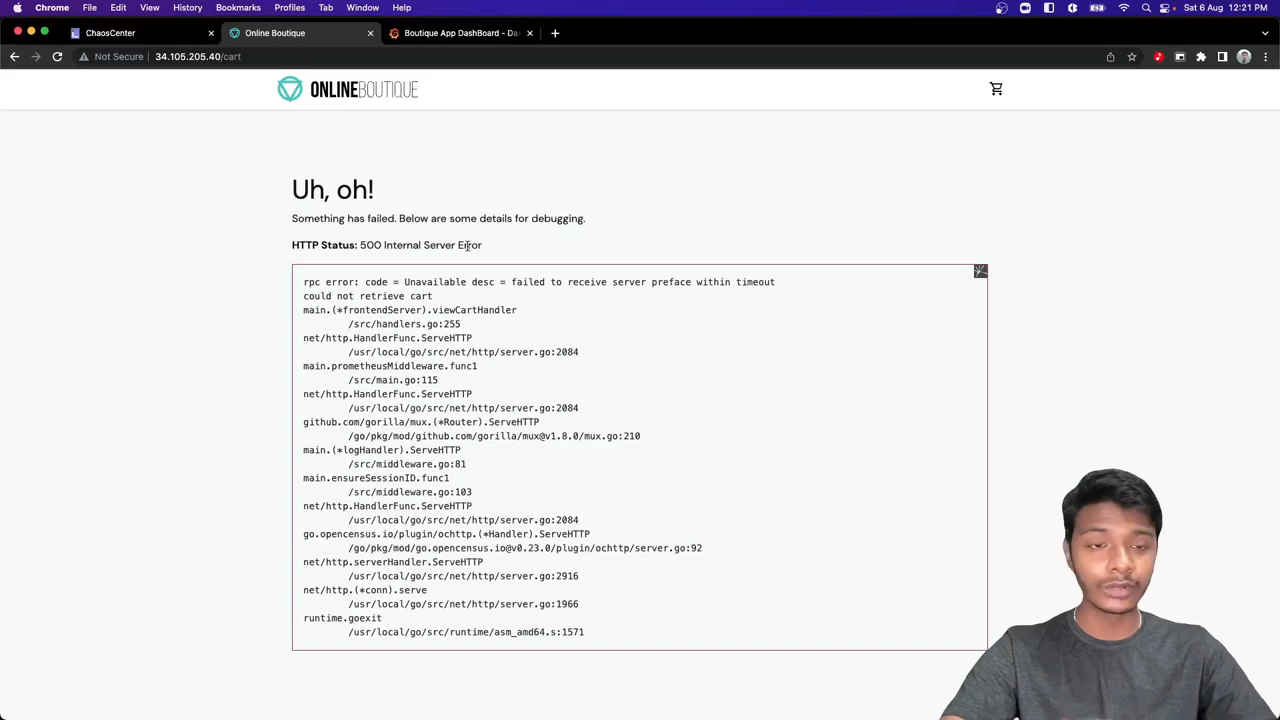 Chrome File Edit View History Bookmarks Profiles Tab Window Help Sat 6 Aug 12:21 PM
ChaosCenter Online Boutique Boutique App DashBoard - Das
Not Secure 34.105.205.40/cart
ONLINEBOUTIQUE
Uh, oh!
Something has failed. Below are some details for debugging.
HTTP Status: 500 Internal Server Error
rpc error: code = Unavailable desc = failed to receive server preface within timeout
could not retrieve cart
main.(*frontendServer).viewCartHandler
/src/handlers.go:255
net/http.HandlerFunc.ServeHTTP
/usr/local/go/src/net/http/server.go:2084
main.prometheusMiddleware.func1
/src/main.go:115
net/http.HandlerFunc.ServeHTTP
/usr/local/go/src/net/http/server.go:2084
github.com/gorilla/mux.(*Router).ServeHTTP
/go/pkg/mod/github.com/gorilla/mux@v1.8.0/mux.go:210
main.(*logHandler).ServeHTTP
/src/middleware.go:81
main.ensureSessionID.func1
/src/middleware.go:103
net/http.HandlerFunc.ServeHTTP
/usr/local/go/src/net/http/server.go:2084
go.opencensus.io/plugin/ochttp.(*Handler).ServeHTTP
/go/pkg/mod/go.opencensus.io@v0.23.0/plugin/ochttp/server.go:92
net/http.serverHandler.ServeHTTP
/usr/local/go/src/net/http/server.go:2916
net/http.(*conn).serve
/usr/local/go/src/net/http/server.go:1966
runtime.goexit
/usr/local/go/src/runtime/asm_amd64.s:1571